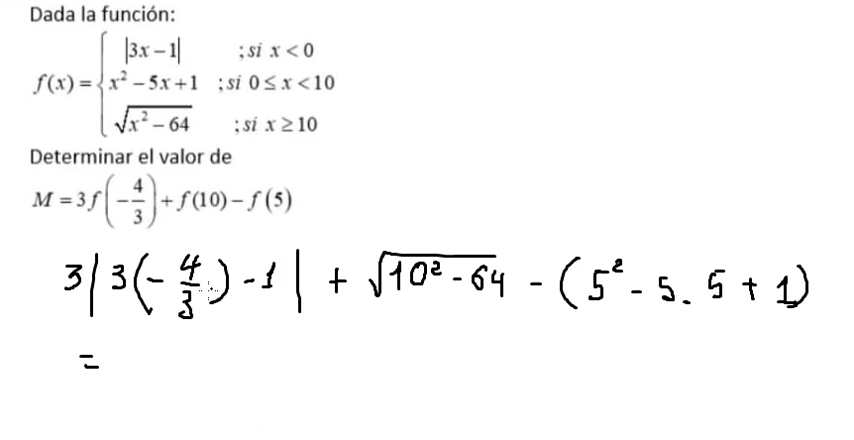 Dada la función:
|3x − 1| ; si x < 0
f(x) = { x² − 5x + 1 ; si 0 ≤ x < 10
√(x² − 64) ; si x ≥ 10
Determinar el valor de
M = 3f(−4/3) + f(10) − f(5)
3|3(−4/3) − 1| + √(10² − 64) − (5² − 5.5 + 1)
=